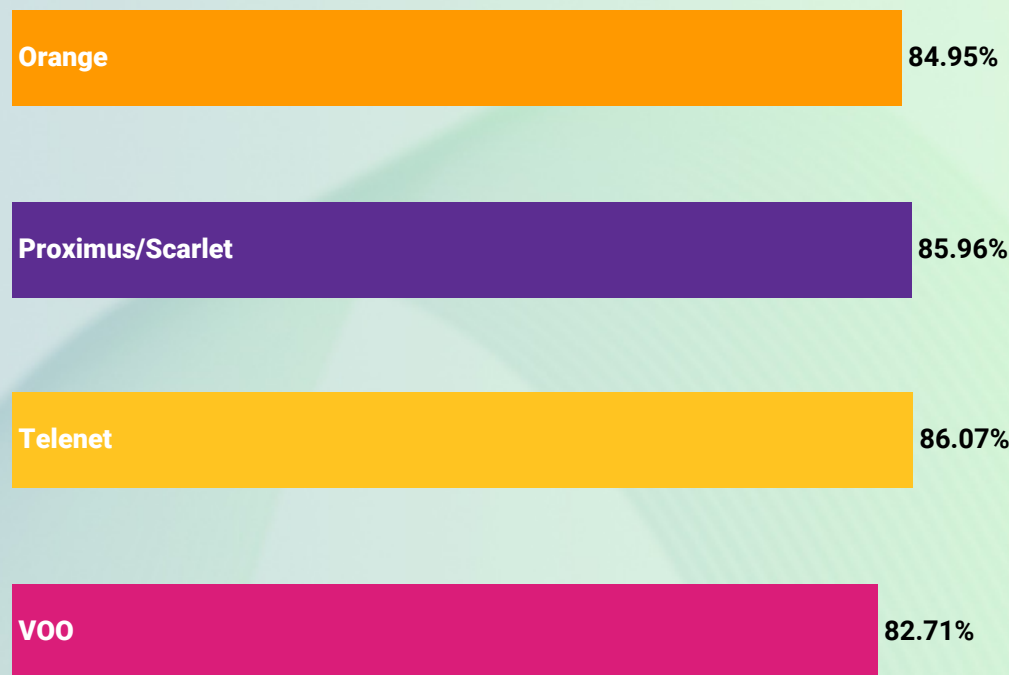 Orange 84.95%
Proximus/Scarlet 85.96%
Telenet 86.07%
VOO 82.71%